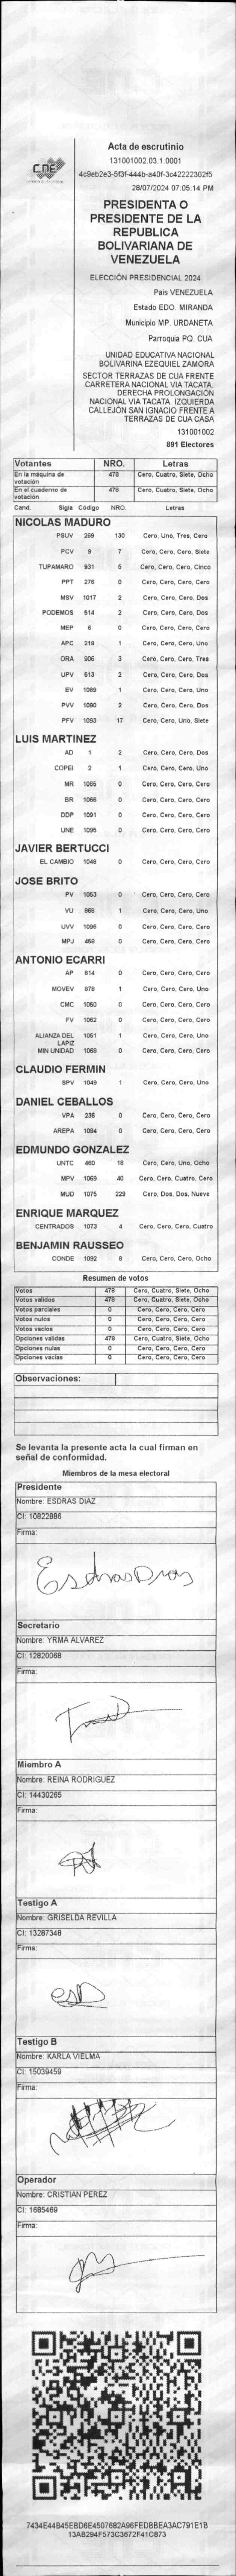 CNE
Acta de escrutinio
131001002.03.1.0001
4c9eb2e3-5f3f-444b-a40f-3c42222302f5
28/07/2024 07:05:14 PM
PRESIDENTA O
PRESIDENTE DE LA
REPUBLICA
BOLIVARIANA DE
VENEZUELA
ELECCIÓN PRESIDENCIAL 2024
Pais VENEZUELA
Estado EDO. MIRANDA
Municipio MP. URDANETA
Parroquia PQ. CUA
UNIDAD EDUCATIVA NACIONAL
BOLIVARINA EZEQUIEL ZAMORA
SECTOR TERRAZAS DE CUA FRENTE
CARRETERA NACIONAL VIA TACATA.
DERECHA PROLONGACIÓN
NACIONAL VIA TACATA. IZQUIERDA
CALLEJÓN SAN IGNACIO FRENTE A
TERRAZAS DE CUA CASA
131001002
891 Electores
Votantes NRO. Letras
En la máquina de votación 478 Cero, Cuatro, Siete, Ocho
En el cuaderno de votación 478 Cero, Cuatro, Siete, Ocho
Cand. Sigla Código NRO. Letras
NICOLAS MADURO
PSUV 269 130 Cero, Uno, Tres, Cero
PCV 9 7 Cero, Cero, Cero, Siete
TUPAMARO 931 5 Cero, Cero, Cero, Cinco
PPT 276 0 Cero, Cero, Cero, Cero
MSV 1017 2 Cero, Cero, Cero, Dos
PODEMOS 514 2 Cero, Cero, Cero, Dos
MEP 6 0 Cero, Cero, Cero, Cero
APC 219 1 Cero, Cero, Cero, Uno
ORA 906 3 Cero, Cero, Cero, Tres
UPV 513 2 Cero, Cero, Cero, Dos
EV 1089 1 Cero, Cero, Cero, Uno
PVV 1090 2 Cero, Cero, Cero, Dos
PFV 1093 17 Cero, Cero, Uno, Siete
LUIS MARTINEZ
AD 1 2 Cero, Cero, Cero, Dos
COPEI 2 1 Cero, Cero, Cero, Uno
MR 1055 0 Cero, Cero, Cero, Cero
BR 1066 0 Cero, Cero, Cero, Cero
DDP 1091 0 Cero, Cero, Cero, Cero
UNE 1095 0 Cero, Cero, Cero, Cero
JAVIER BERTUCCI
EL CAMBIO 1048 0 Cero, Cero, Cero, Cero
JOSE BRITO
PV 1053 0 Cero, Cero, Cero, Cero
VU 868 1 Cero, Cero, Cero, Uno
UVV 1096 0 Cero, Cero, Cero, Cero
MPJ 458 0 Cero, Cero, Cero, Cero
ANTONIO ECARRI
AP 814 0 Cero, Cero, Cero, Cero
MOVEV 878 1 Cero, Cero, Cero, Uno
CMC 1050 0 Cero, Cero, Cero, Cero
FV 1062 0 Cero, Cero, Cero, Cero
ALIANZA DEL LAPIZ 1051 1 Cero, Cero, Cero, Uno
MIN UNIDAD 1069 0 Cero, Cero, Cero, Cero
CLAUDIO FERMIN
SPV 1049 1 Cero, Cero, Cero, Uno
DANIEL CEBALLOS
VPA 236 0 Cero, Cero, Cero, Cero
AREPA 1094 0 Cero, Cero, Cero, Cero
EDMUNDO GONZALEZ
UNTC 460 18 Cero, Cero, Uno, Ocho
MPV 1069 40 Cero, Cero, Cuatro, Cero
MUD 1075 229 Cero, Dos, Dos, Nueve
ENRIQUE MARQUEZ
CENTRADOS 1073 4 Cero, Cero, Cero, Cuatro
BENJAMIN RAUSSEO
CONDE 1092 8 Cero, Cero, Cero, Ocho
Resumen de votos
Votos 478 Cero, Cuatro, Siete, Ocho
Votos validos 478 Cero, Cuatro, Siete, Ocho
Votos parciales 0 Cero, Cero, Cero, Cero
Votos nulos 0 Cero, Cero, Cero, Cero
Votos vacios 0 Cero, Cero, Cero, Cero
Opciones validas 478 Cero, Cuatro, Siete, Ocho
Opciones nulas 0 Cero, Cero, Cero, Cero
Opciones vacias 0 Cero, Cero, Cero, Cero
Observaciones:
Se levanta la presente acta la cual firman en
señal de conformidad.
Miembros de la mesa electoral
Presidente
Nombre: ESDRAS DIAZ
CI: 10822886
Firma:
Esdras Dias
Secretario
Nombre: YRMA ALVAREZ
CI: 12820068
Firma:
Miembro A
Nombre: REINA RODRIGUEZ
CI: 14430265
Firma:
Testigo A
Nombre: GRISELDA REVILLA
CI: 13287348
Firma:
Testigo B
Nombre: KARLA VIELMA
CI: 15039459
Firma:
Operador
Nombre: CRISTIAN PEREZ
CI: 1685469
Firma:
7434E44B45EBD6E4507682A96FEDBBEA3AC791E1B
13AB294F573C3672F41C873